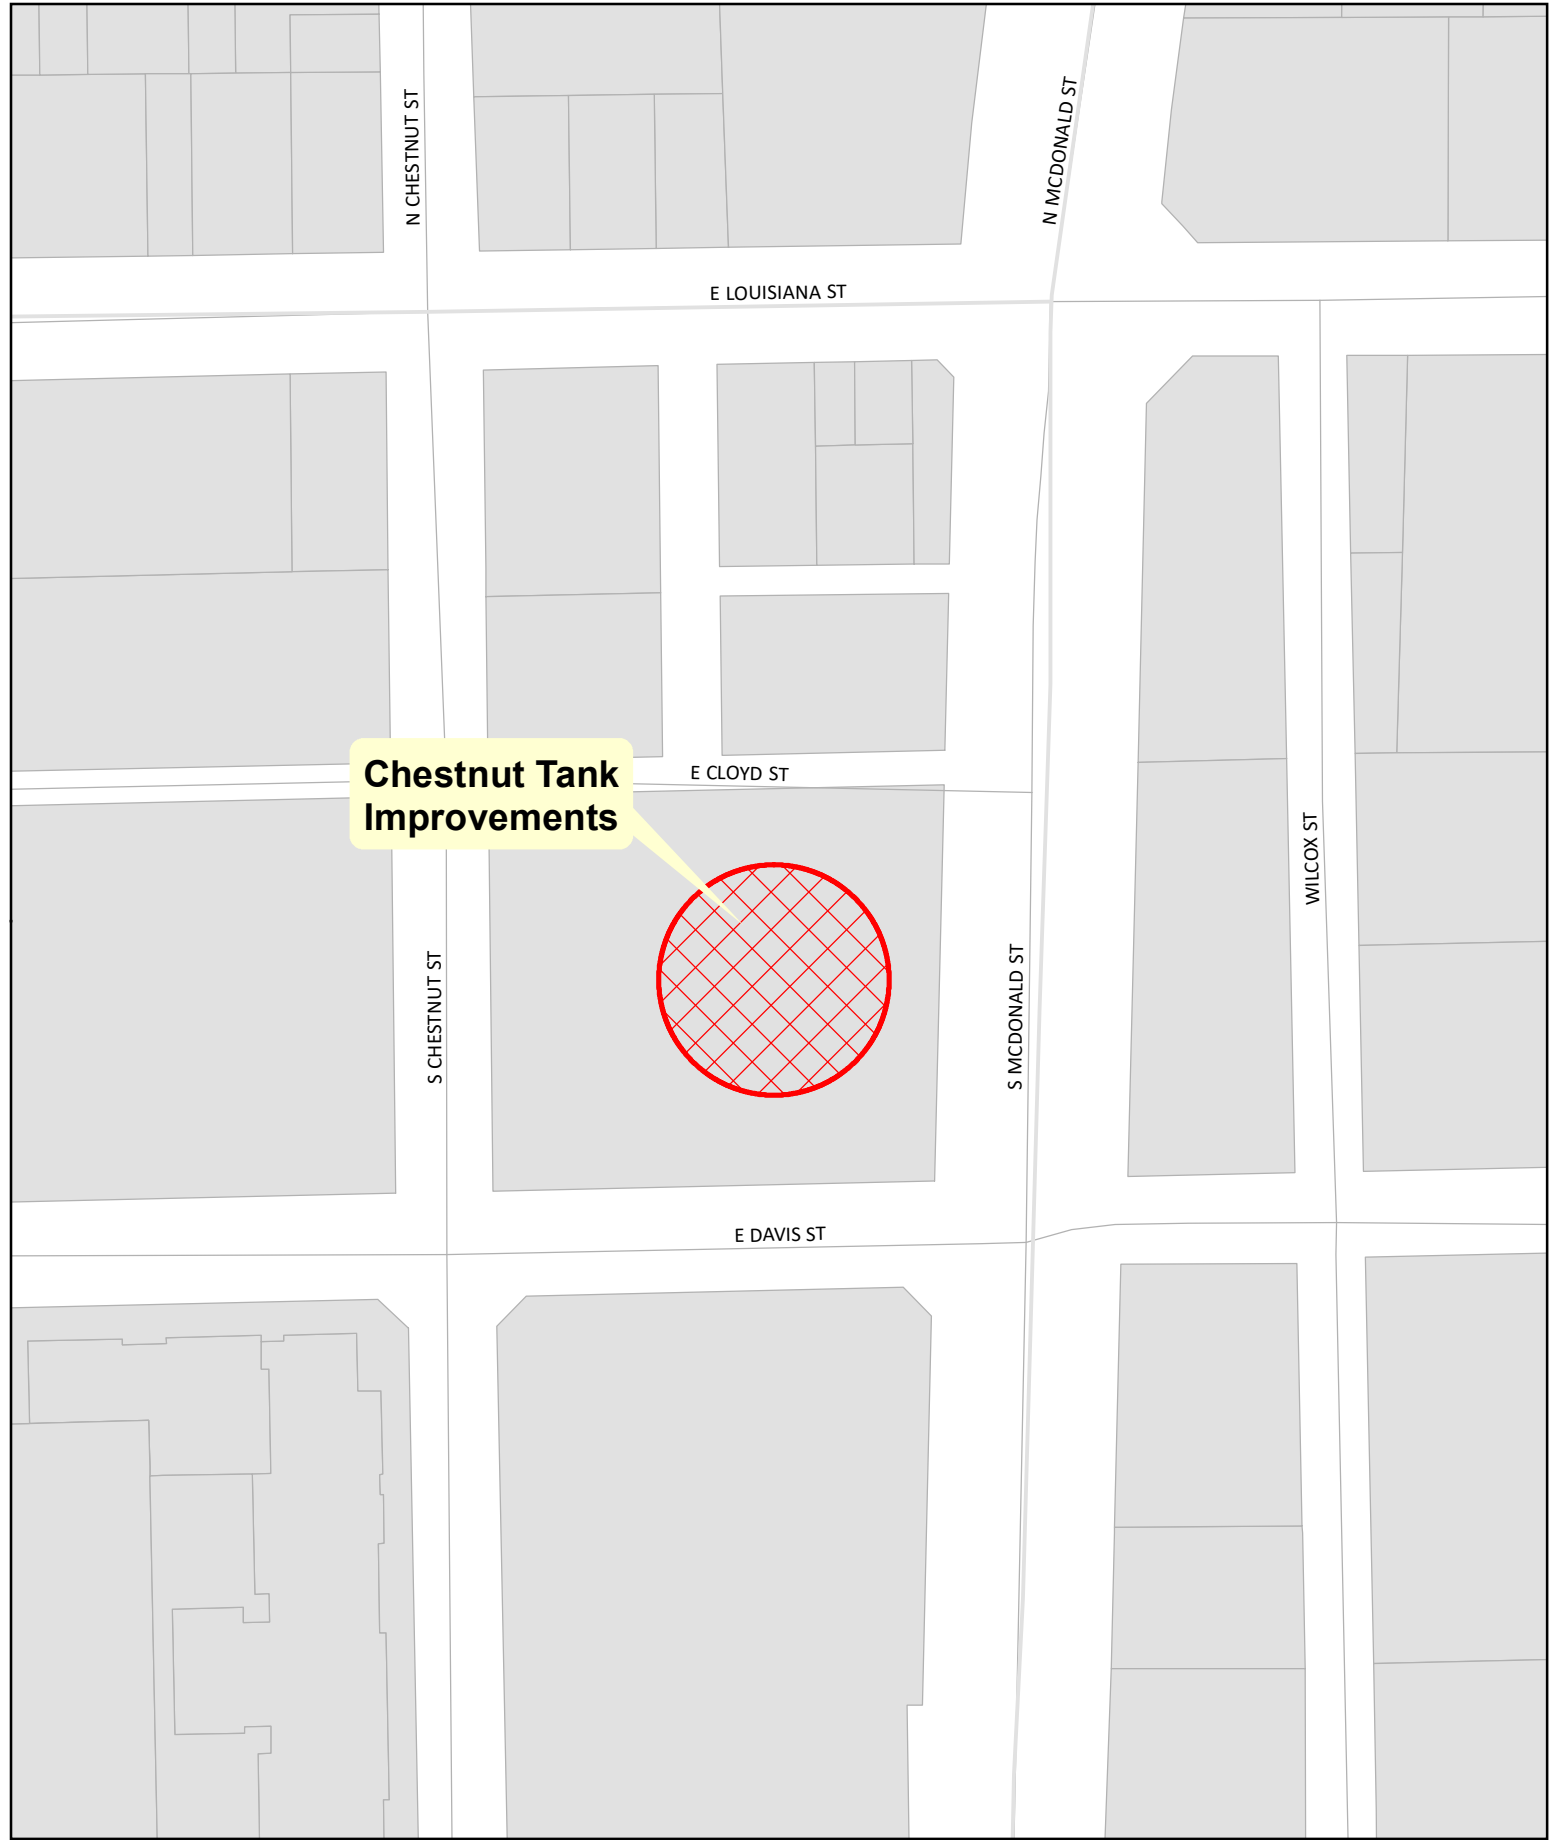 N CHESTNUT ST
N MCDONALD ST
E LOUISIANA ST
Chestnut Tank
Improvements
E CLOYD ST
WILCOX ST
S CHESTNUT ST
S MCDONALD ST
E DAVIS ST